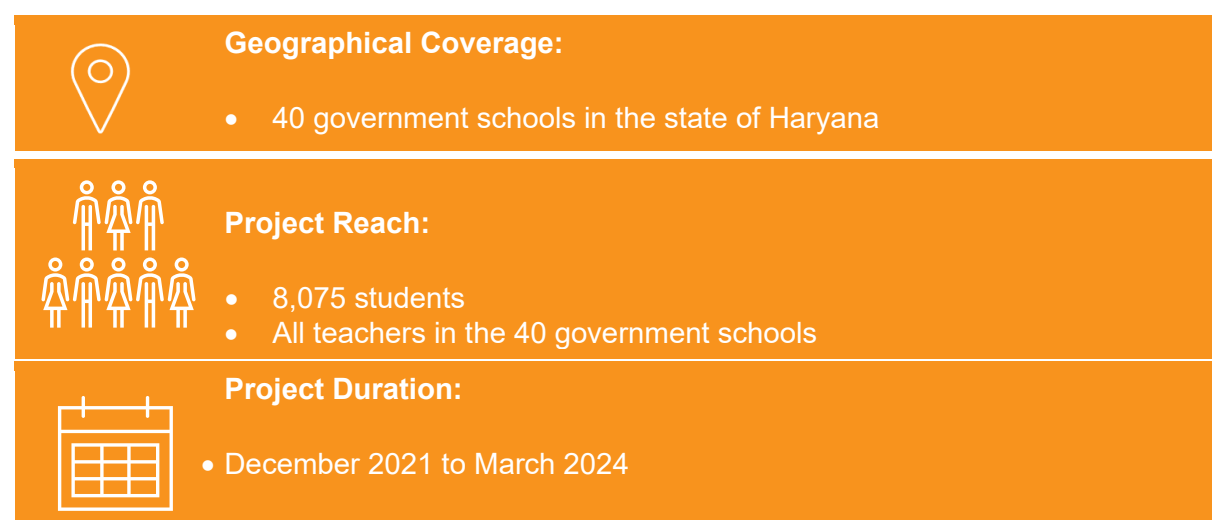 Geographical Coverage:
• 40 government schools in the state of Haryana
Project Reach:
• 8,075 students
• All teachers in the 40 government schools
Project Duration:
• December 2021 to March 2024